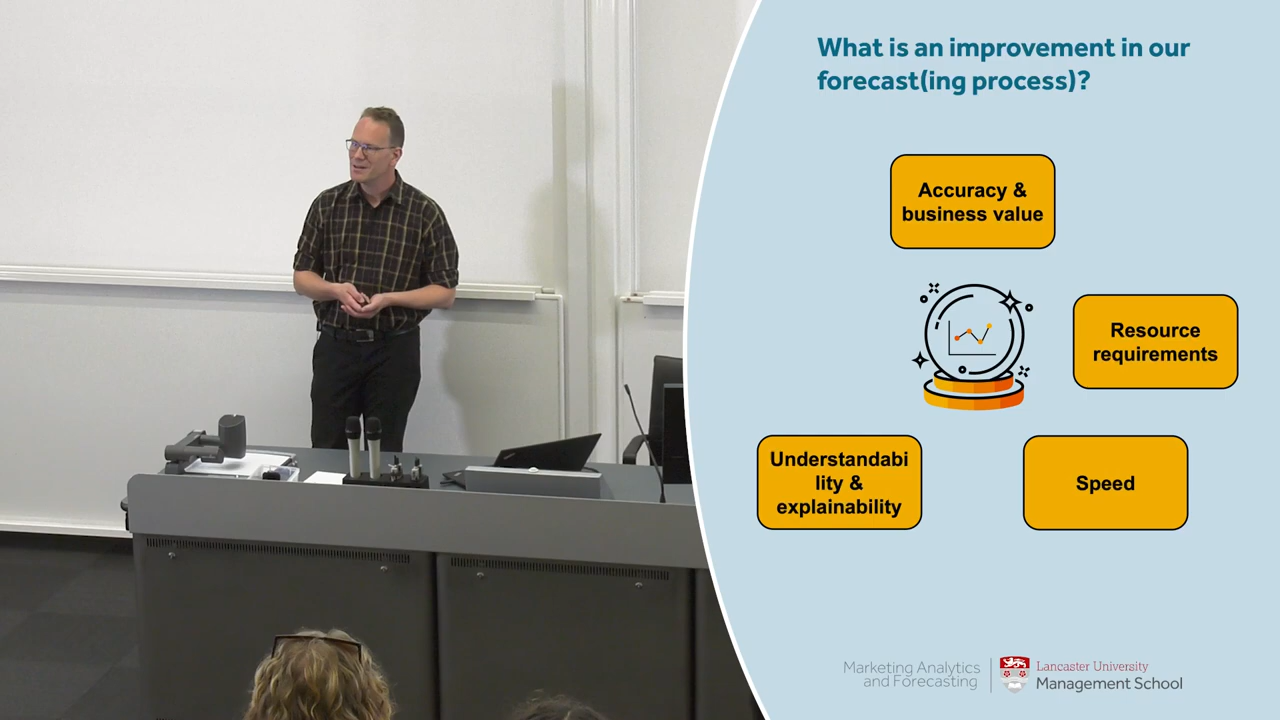 What is an improvement in our
forecast(ing process)?
Accuracy &
business value
Resource
requirements
Understandabi
lity &
explainability
Speed
Marketing Analytics
and Forecasting
Lancaster University
Management School